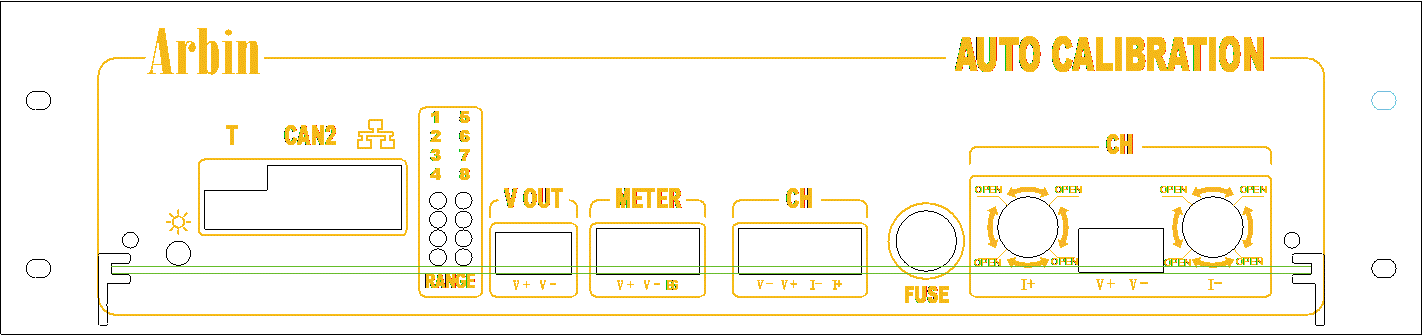 Arbin
AUTO CALIBRATION
T CAN2
1 5
2 6
3 7
4 8
RANGE
V OUT
V+ V-
METER
V+ V-
CH
V- V+ I- I+
FUSE
CH
OPEN OPEN
OPEN OPEN
I+
V+ V-
OPEN OPEN
OPEN OPEN
I-